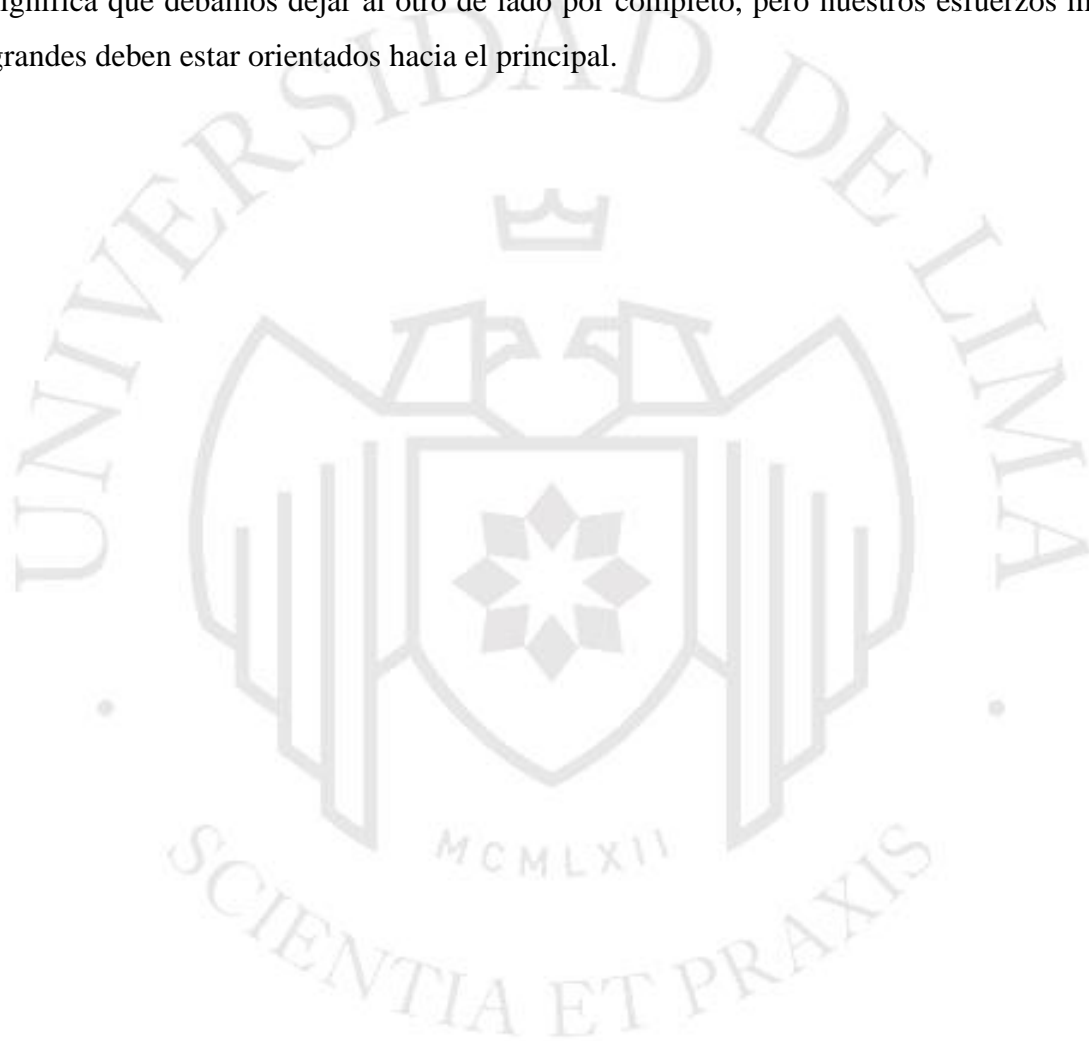 significa que debamos dejar al otro de lado por completo, pero nuestros esfuerzos
grandes deben estar orientados hacia el principal.
UNIVERSIDAD DE LIMA
MCMLXII
SCIENTIA ET PRAXIS